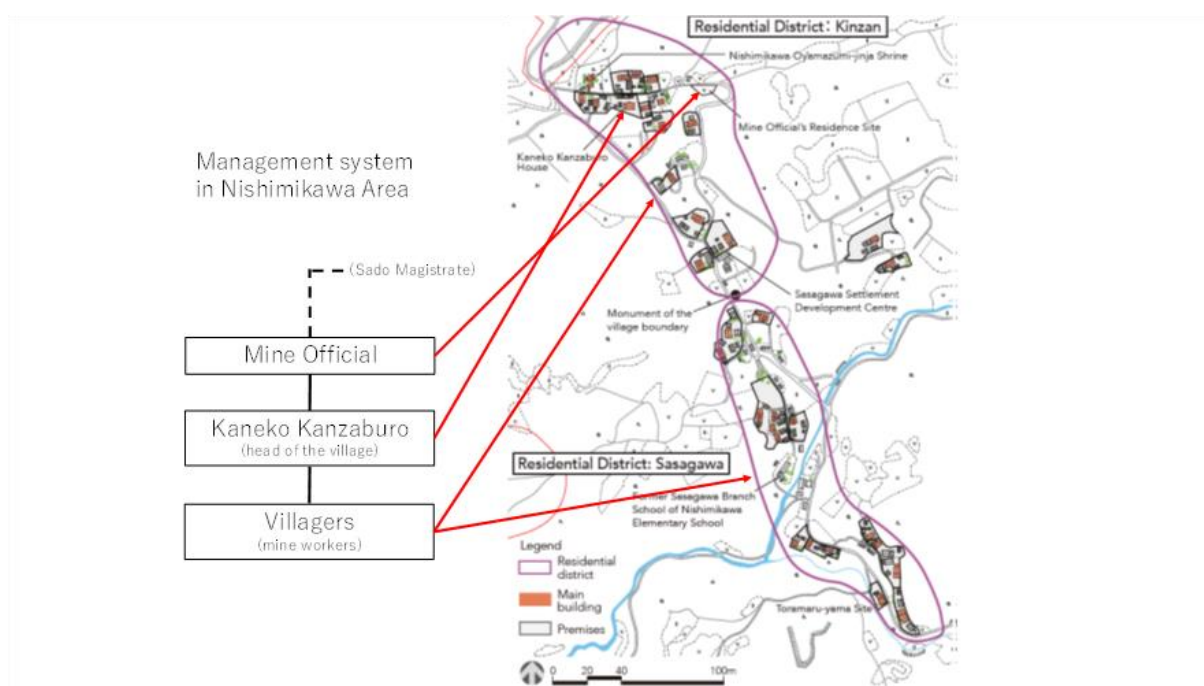 Management system
in Nishimikawa Area
(Sado Magistrate)
Mine Official
Kaneko Kanzaburo
(head of the village)
Villagers
(mine workers)
Residential District: Kinzan
Nishimikawa Oyamazumi-jinja Shrine
Mine Official's Residence Site
Kaneko Kanzaburo
House
Sasagawa Settlement
Development Centre
Monument of the
village boundary
Residential District: Sasagawa
Former Sasagawa Branch
School of Nishimikawa
Elementary School
Toramaru-yama Site
Legend
Residential
district
Main
building
Premises
0 20 40 100m